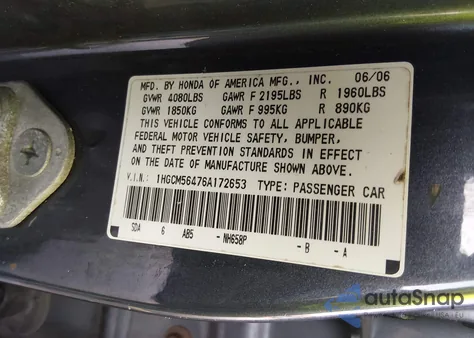 MFD. BY HONDA OF AMERICA MFG., INC. 06/06
GVWR 4080LBS GAWR F 2195LBS R 1960LBS
GVWR 1850KG GAWR F 995KG R 890KG
THIS VEHICLE CONFORMS TO ALL APPLICABLE
FEDERAL MOTOR VEHICLE SAFETY, BUMPER,
AND THEFT PREVENTION STANDARDS IN EFFECT
ON THE DATE OF MANUFACTURE SHOWN ABOVE.
V.I.N.: 1HGCM56476A172653 TYPE: PASSENGER CAR
SDA 6 AB5 -NH658P -B -A
autoSnap